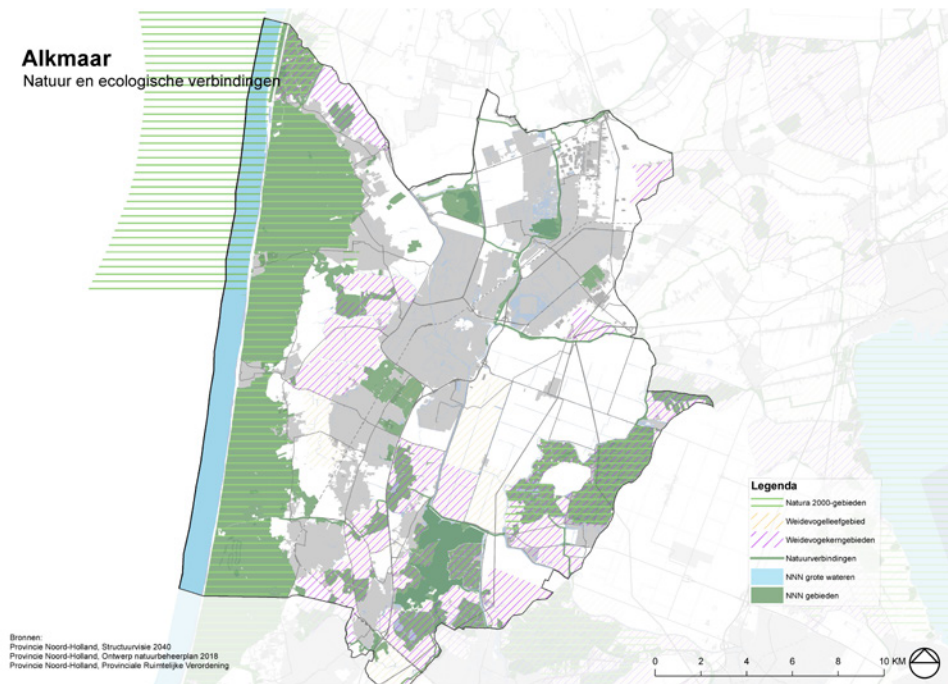 Alkmaar
Natuur en ecologische verbindingen
Legenda
Natura 2000-gebieden
Weidevogelleefgebied
Weidevogelkerngebieden
Natuurverbindingen
NNN grote wateren
NNN gebieden
Bronnen:
Provincie Noord-Holland, Structuurvisie 2040
Provincie Noord-Holland, Ontwerp natuurbeheerplan 2018
Provincie Noord-Holland, Provinciale Ruimtelijke Verordening
0 2 4 6 8 10 KM